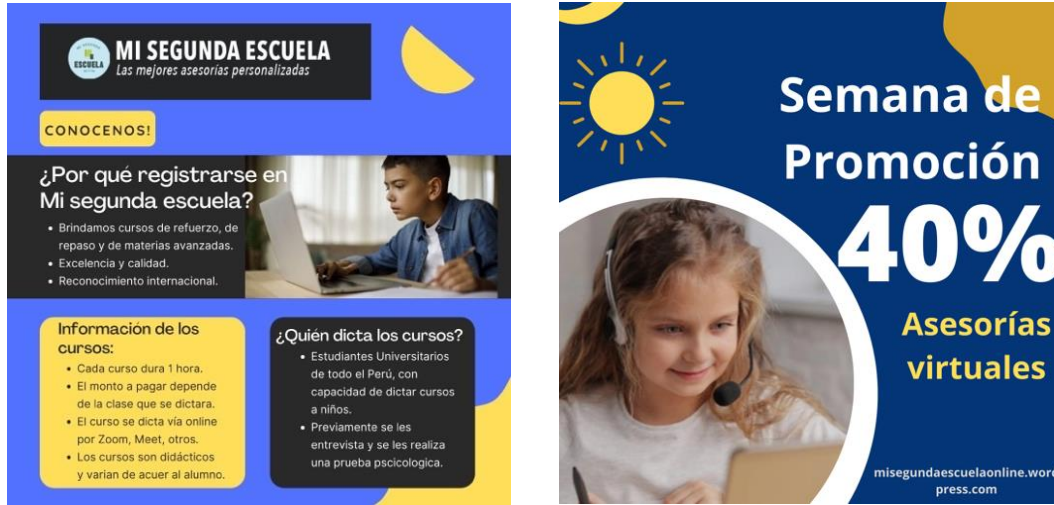 ESCUELA
MI SEGUNDA ESCUELA
Las mejores asesorías personalizadas
CONOCENOS!
¿Por qué registrarse en
Mi segunda escuela?
• Brindamos cursos de refuerzo, de
repaso y de materias avanzadas.
• Excelencia y calidad.
• Reconocimiento internacional.
Información de los
cursos:
• Cada curso dura 1 hora.
• El monto a pagar depende
de la clase que se dictara.
• El curso se dicta vía online
por Zoom, Meet, otros.
• Los cursos son didácticos
y varian de acuer al alumno.
¿Quién dicta los cursos?
• Estudiantes Universitarios
de todo el Perú, con
capacidad de dictar cursos
a niños.
• Previamente se les
entrevista y se les realiza
una prueba pscicologica.
Semana de
Promoción
40%
Asesorías
virtuales
misegundaescuelaonline.word
press.com